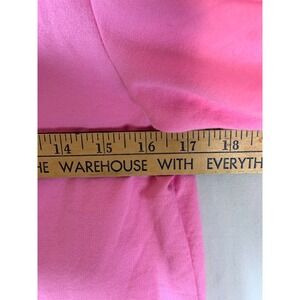 14 15 16 17 18
HE WAREHOUSE WITH EVERYTH